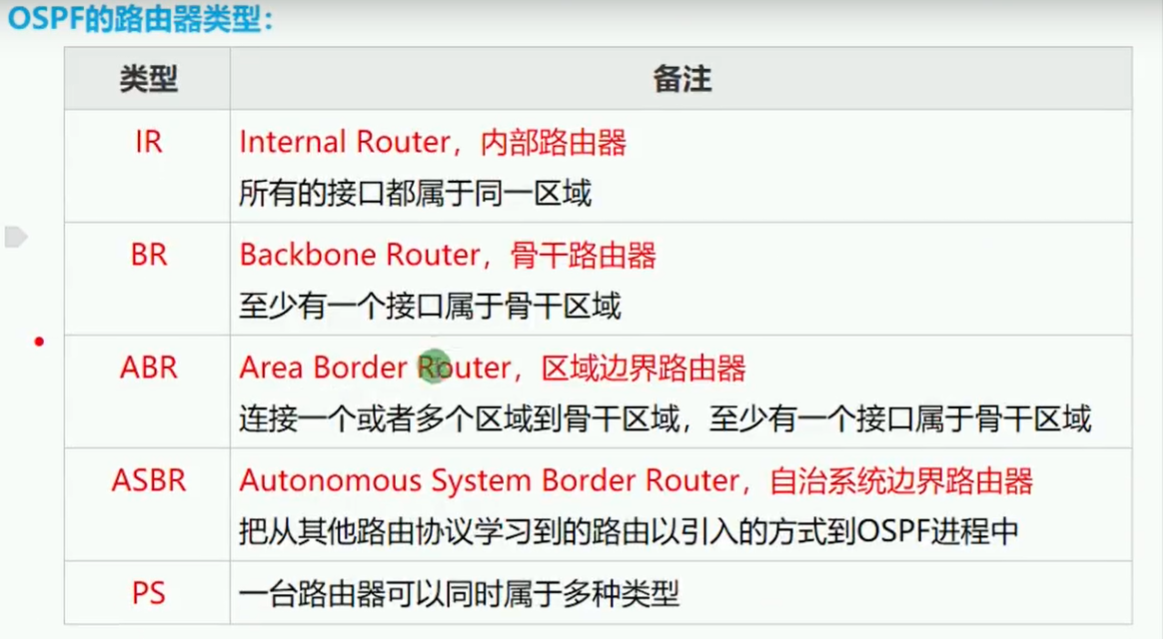 OSPF的路由器类型：
类型 备注
IR Internal Router，内部路由器
所有的接口都属于同一区域
BR Backbone Router，骨干路由器
至少有一个接口属于骨干区域
ABR Area Border Router，区域边界路由器
连接一个或者多个区域到骨干区域，至少有一个接口属于骨干区域
ASBR Autonomous System Border Router，自治系统边界路由器
把从其他路由协议学习到的路由以引入的方式到OSPF进程中
PS 一台路由器可以同时属于多种类型